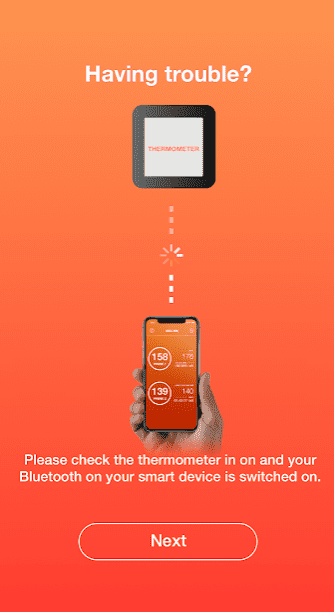 Having trouble?
THERMOMETER
158
176
139
140
Please check the thermometer in on and your
Bluetooth on your smart device is switched on.
Next